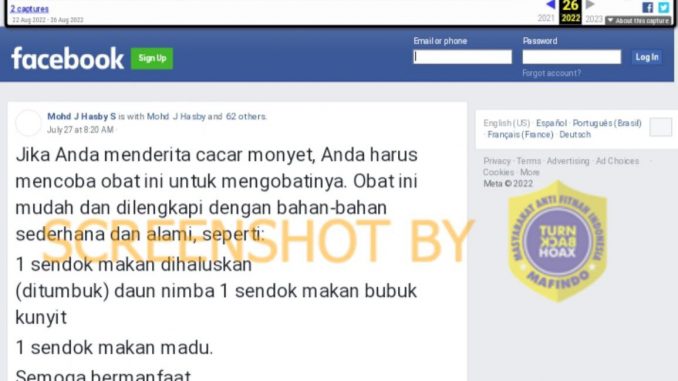 2 captures
22 Aug 2022 - 26 Aug 2022
26
2021 2022 2023
About this capture
facebook Sign Up
Email or phone
Password
Log In
Forgot account?
Mohd J Hasby S is with Mohd J Hasby and 62 others.
July 27 at 8:20 AM
Jika Anda menderita cacar monyet, Anda harus
mencoba obat ini untuk mengobatinya. Obat ini
mudah dan dilengkapi dengan bahan-bahan
sederhana dan alami, seperti:
1 sendok makan dihaluskan
(ditumbuk) daun nimba 1 sendok makan bubuk
kunyit
1 sendok makan madu.
Semoga bermanfaat
English (US) · Español · Português (Brasil)
· Français (France) · Deutsch
Privacy · Terms · Advertising · Ad Choices ·
Cookies · More
Meta © 2022
SCREENSHOT BY
MASYARAKAT ANTI FITNAH INDONESIA
TURN
BACK
HOAX
MAFINDO